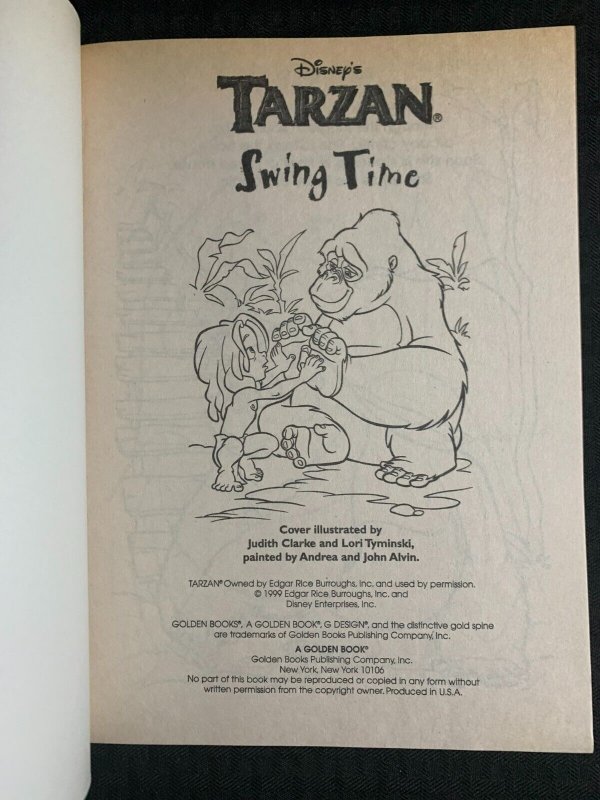 DISNEY'S
TARZAN®
Swing Time
Cover illustrated by
Judith Clarke and Lori Tyminski,
painted by Andrea and John Alvin.
TARZAN® Owned by Edgar Rice Burroughs, Inc. and used by permission.
© 1999 Edgar Rice Burroughs, Inc. and
Disney Enterprises, Inc.
GOLDEN BOOKS®, A GOLDEN BOOK®, G DESIGN®, and the distinctive gold spine
are trademarks of Golden Books Publishing Company, Inc.
A GOLDEN BOOK®
Golden Books Publishing Company, Inc.
New York, New York 10106
No part of this book may be reproduced or copied in any form without
written permission from the copyright owner. Produced in U.S.A.